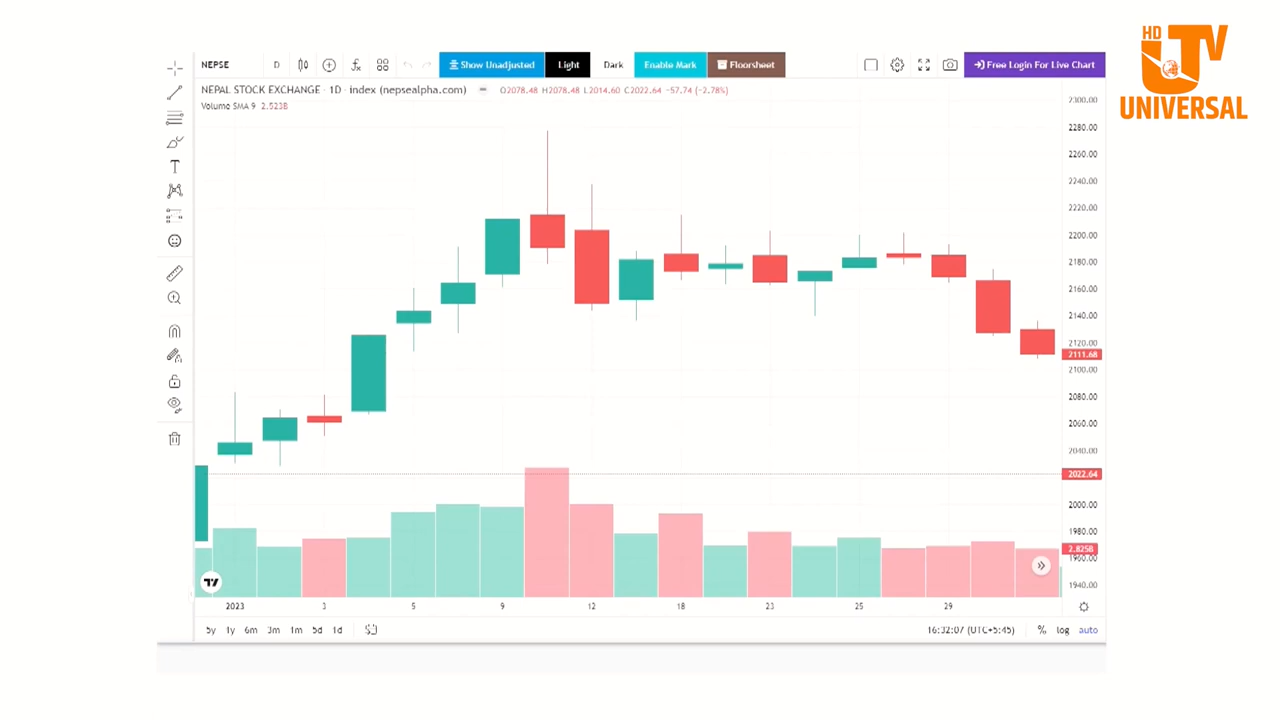 HD
UTV
UNIVERSAL
NEPSE D Show Unadjusted Light Dark Enable Mark Floorsheet Free Login For Live Chart
NEPAL STOCK EXCHANGE · 1D · index (nepsealpha.com) O2078.48 H2078.48 L2014.60 C2022.64 −57.74 (−2.78%)
Volume SMA 9 2.523B
2300.00
2280.00
2260.00
2240.00
2220.00
2200.00
2180.00
2160.00
2140.00
2120.00
2111.68
2100.00
2080.00
2060.00
2040.00
2022.64
2000.00
1980.00
2.825B
1960.00
1940.00
2023 3 5 9 12 18 23 25 29
5y 1y 6m 3m 1m 5d 1d 16:32:07 (UTC+5:45) % log auto